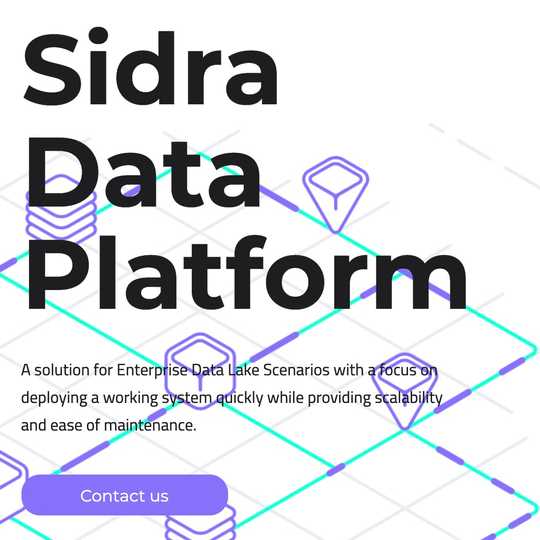 Sidra
Data
Platform
A solution for Enterprise Data Lake Scenarios with a focus on
deploying a working system quickly while providing scalability
and ease of maintenance.
Contact us